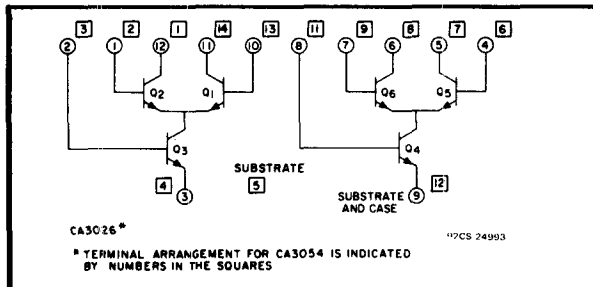 3 2 1 14 13 11 9 8 7 6
2 1 12 11 10 8 7 6 5 4
Q2 Q1 Q6 Q5
Q3 Q4
SUBSTRATE
4 5 SUBSTRATE 12
3 AND CASE 9
CA3026* 92CS 24993
* TERMINAL ARRANGEMENT FOR CA3054 IS INDICATED
BY NUMBERS IN THE SQUARES